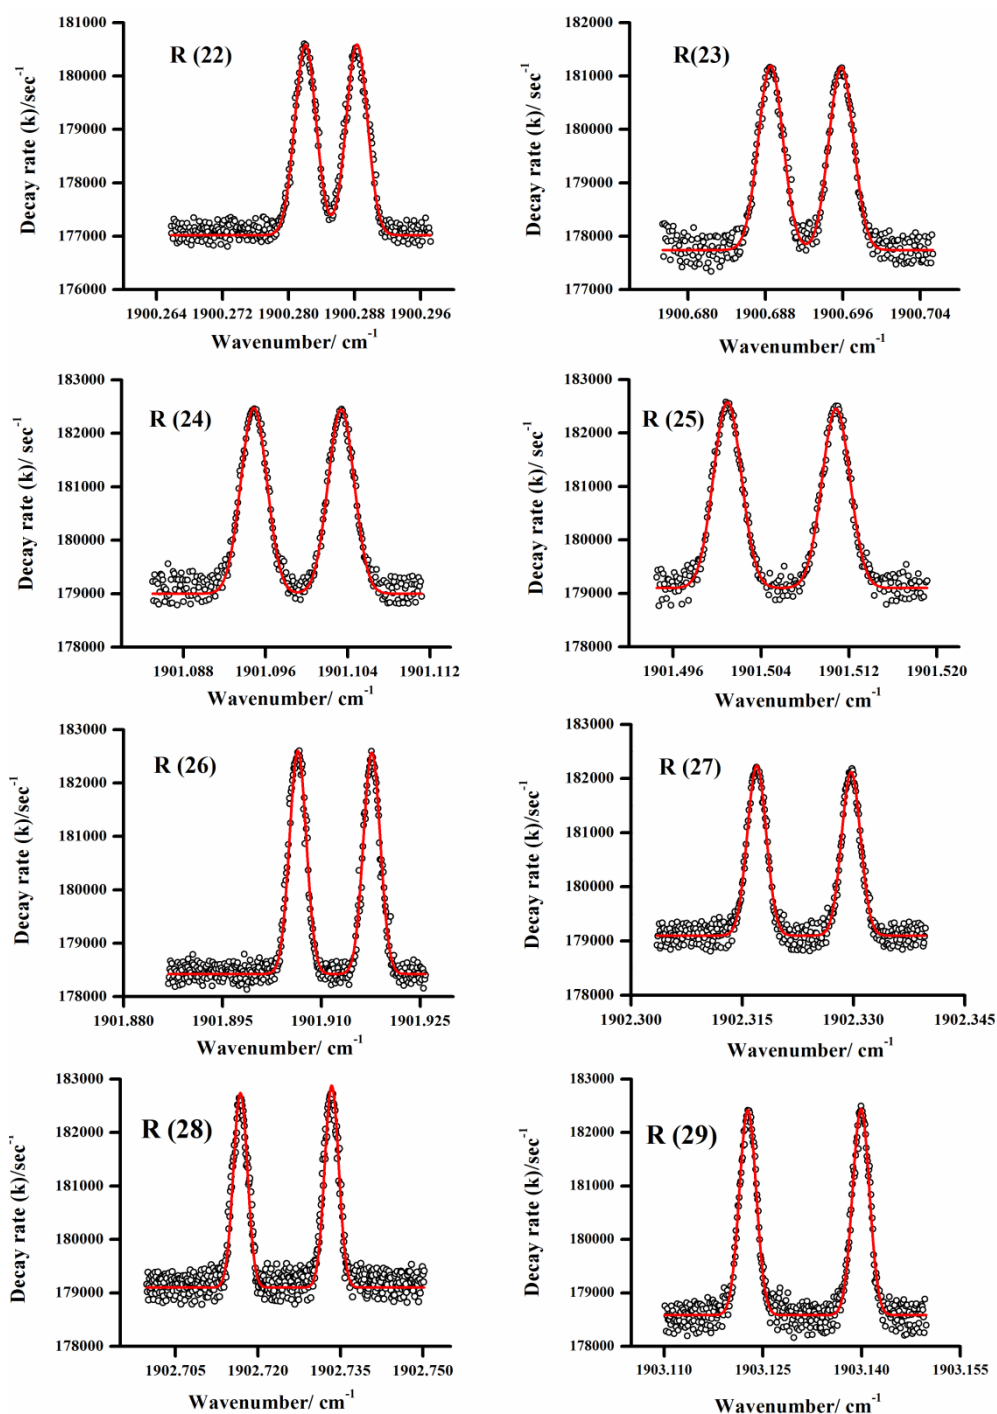 R (22)
181000
180000
179000
178000
177000
176000
Decay rate (k)/sec⁻¹
1900.264 1900.272 1900.280 1900.288 1900.296
Wavenumber/ cm⁻¹
R(23)
182000
181000
180000
179000
178000
177000
Decay rate (k)/ sec⁻¹
1900.680 1900.688 1900.696 1900.704
Wavenumber/ cm⁻¹
R (24)
183000
182000
181000
180000
179000
178000
Decay rate (k)/ sec⁻¹
1901.088 1901.096 1901.104 1901.112
Wavenumber/ cm⁻¹
R (25)
183000
182000
181000
180000
179000
178000
Decay rate (k)/ sec⁻¹
1901.496 1901.504 1901.512 1901.520
Wavenumber/ cm⁻¹
R (26)
183000
182000
181000
180000
179000
178000
Decay rate (k)/sec⁻¹
1901.880 1901.895 1901.910 1901.925
Wavenumber/ cm⁻¹
R (27)
183000
182000
181000
180000
179000
178000
Decay rate (k)/ sec⁻¹
1902.300 1902.315 1902.330 1902.345
Wavenumber/ cm⁻¹
R (28)
183000
182000
181000
180000
179000
178000
Decay rate (k)/sec⁻¹
1902.705 1902.720 1902.735 1902.750
Wavenumber/ cm⁻¹
R (29)
183000
182000
181000
180000
179000
178000
Decay rate (k)/sec⁻¹
1903.110 1903.125 1903.140 1903.155
Wavenumber/ cm⁻¹